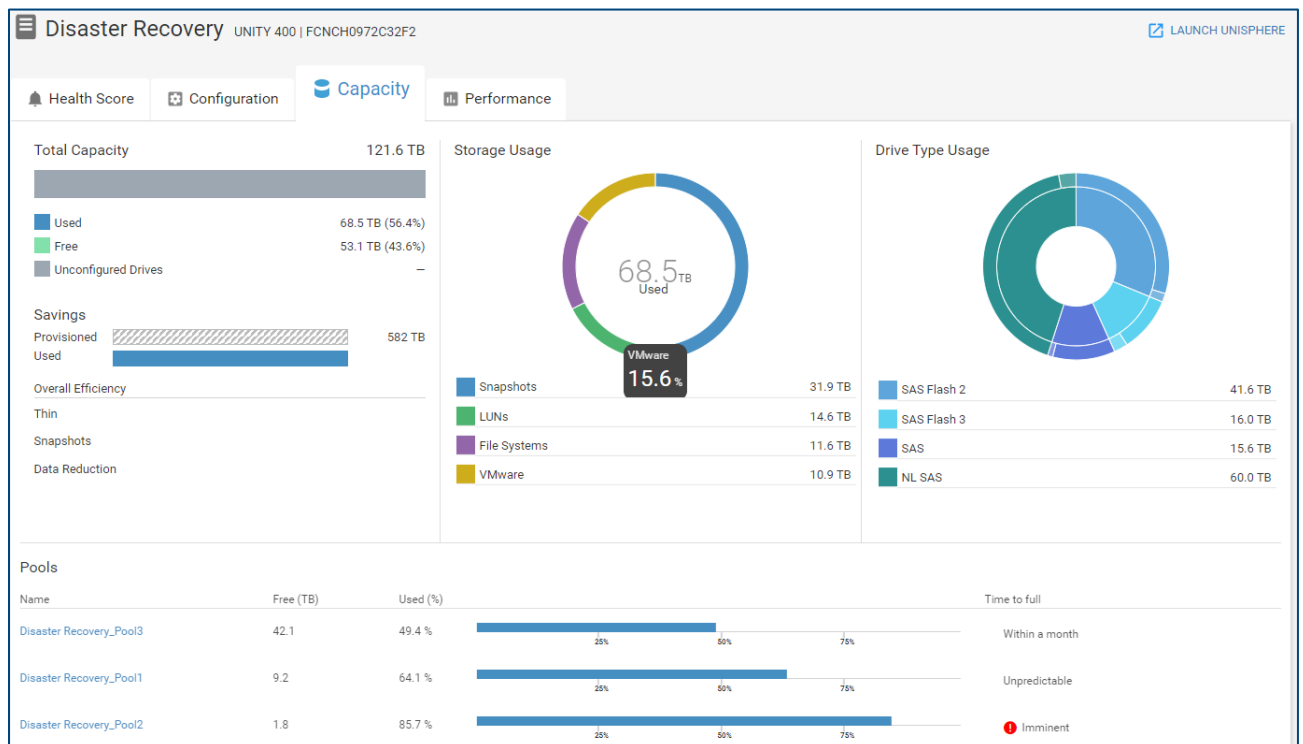 Disaster Recovery UNITY 400 | FCNCH0972C32F2
LAUNCH UNISPHERE
Health Score
Configuration
Capacity
Performance
Total Capacity 121.6 TB
Used 68.5 TB (56.4%)
Free 53.1 TB (43.6%)
Unconfigured Drives –
Savings
Provisioned 582 TB
Used
Overall Efficiency
Thin
Snapshots
Data Reduction
Storage Usage
68.5 TB
Used
VMware
15.6 %
Snapshots 31.9 TB
LUNs 14.6 TB
File Systems 11.6 TB
VMware 10.9 TB
Drive Type Usage
SAS Flash 2 41.6 TB
SAS Flash 3 16.0 TB
SAS 15.6 TB
NL SAS 60.0 TB
Pools
Name Free (TB) Used (%) Time to full
Disaster Recovery_Pool3 42.1 49.4 % Within a month
25% 50% 75%
Disaster Recovery_Pool1 9.2 64.1 % Unpredictable
25% 50% 75%
Disaster Recovery_Pool2 1.8 85.7 % Imminent
25% 50% 75%